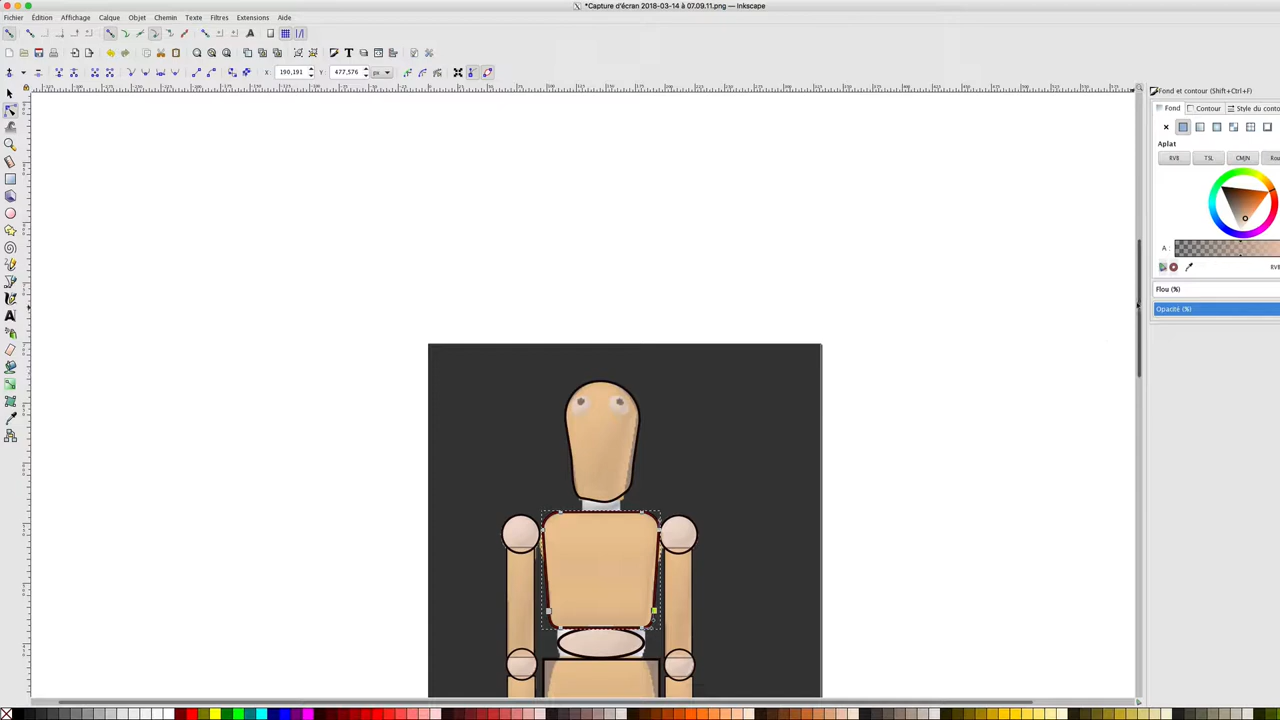 *Capture d'écran 2018-03-14 à 07.09.11.png — Inkscape
Fichier Édition Affichage Calque Objet Chemin Texte Filtres Extensions Aide
X: 190,191 Y: 477,576 px
Fond et contour (Shift+Ctrl+F)
Fond Contour Style du conto
Aplat
RVB TSL CMJN Rou
A :
RVB
Flou (%)
Opacité (%)